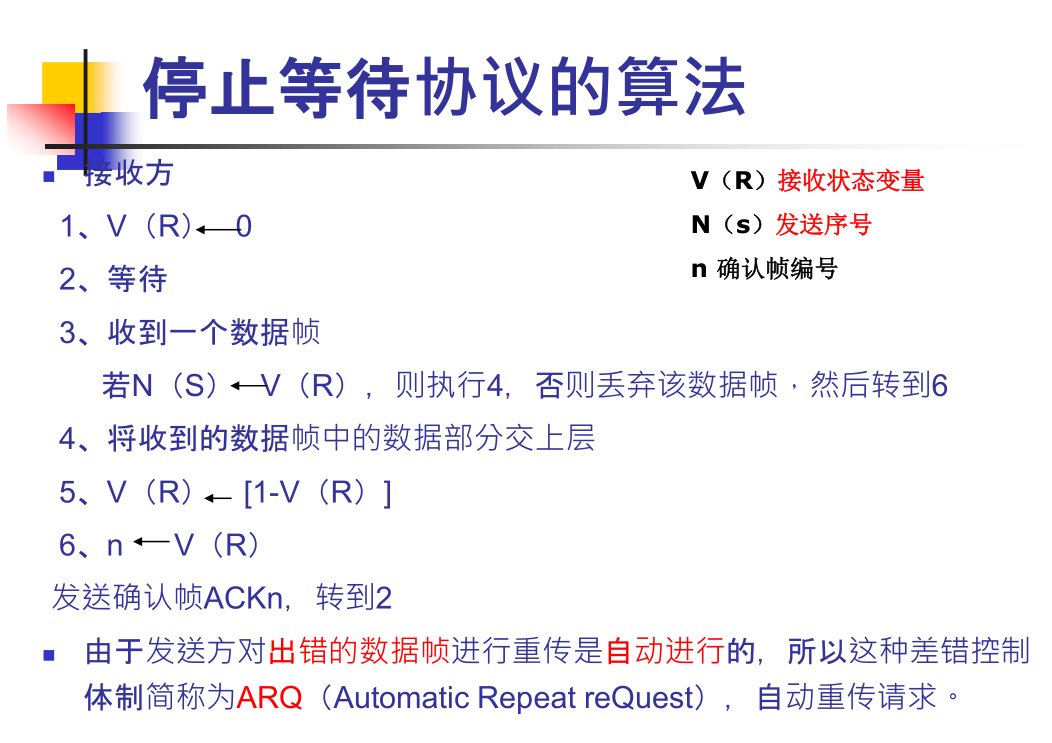 停止等待协议的算法
■ 接收方
V（R）接收状态变量
1、V（R）←0
N（s）发送序号
2、等待
n 确认帧编号
3、收到一个数据帧
若N（S）←V（R），则执行4，否则丢弃该数据帧，然后转到6
4、将收到的数据帧中的数据部分交上层
5、V（R）← [1-V（R）]
6、n ← V（R）
发送确认帧ACKn，转到2
■ 由于发送方对出错的数据帧进行重传是自动进行的，所以这种差错控制
体制简称为ARQ（Automatic Repeat reQuest），自动重传请求。